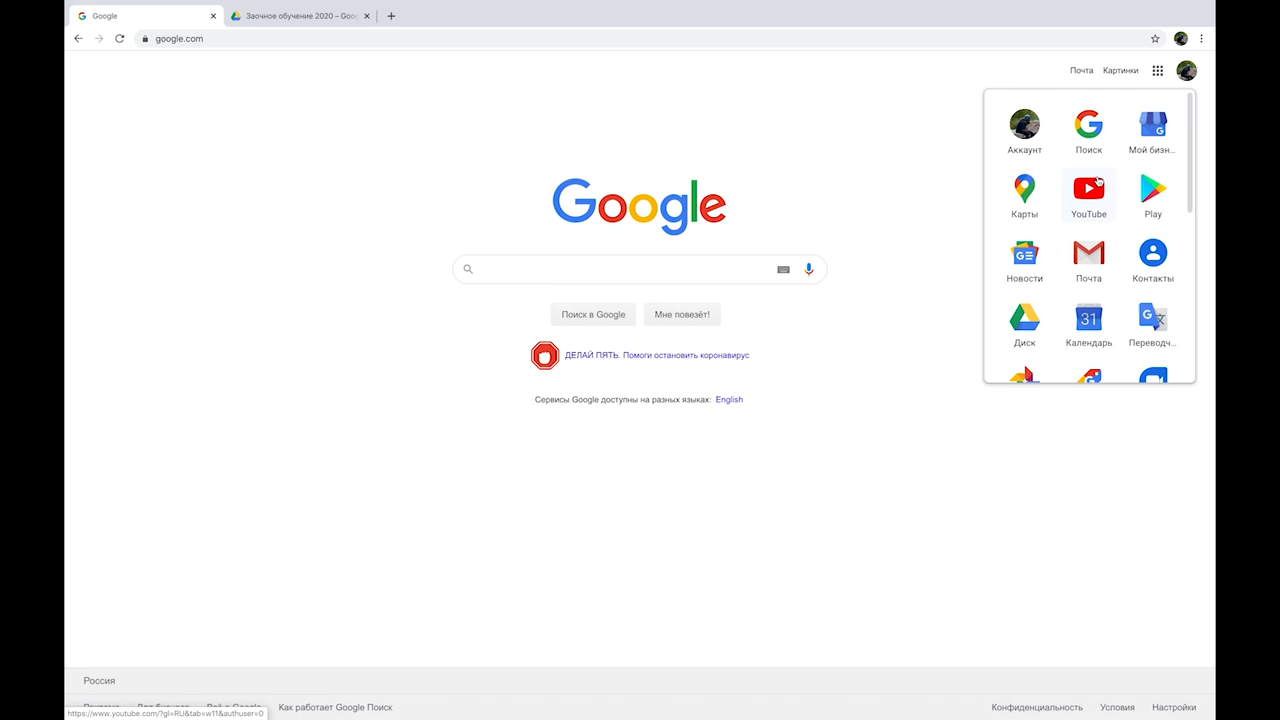 Google
Заочное обучение 2020 – Goo
google.com
Почта
Картинки
Аккаунт
Поиск
Мой бизн...
Карты
YouTube
Play
Новости
Почта
Контакты
Диск
31
Календарь
Переводч...
Google
Поиск в Google
Мне повезёт!
ДЕЛАЙ ПЯТЬ. Помоги остановить коронавирус
Сервисы Google доступны на разных языках: English
Россия
Как работает Google Поиск
Конфиденциальность
Условия
Настройки
https://www.youtube.com/?gl=RU&tab=w11&authuser=0